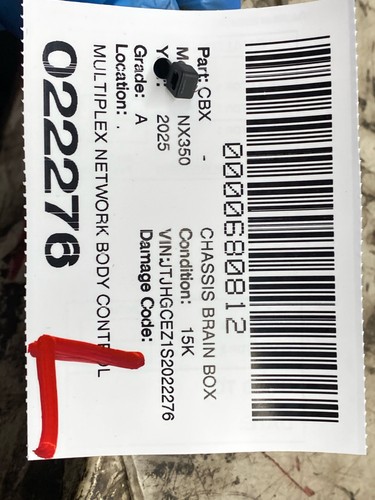 0000680812
Part: CBX - CHASSIS BRAIN BOX
NX350 Condition: 15K
2025 VIN:JTJHGCEZ1S2022276
Grade: A Damage Code:
Location: .
MULTIPLEX NETWORK BODY CONTROL
022276